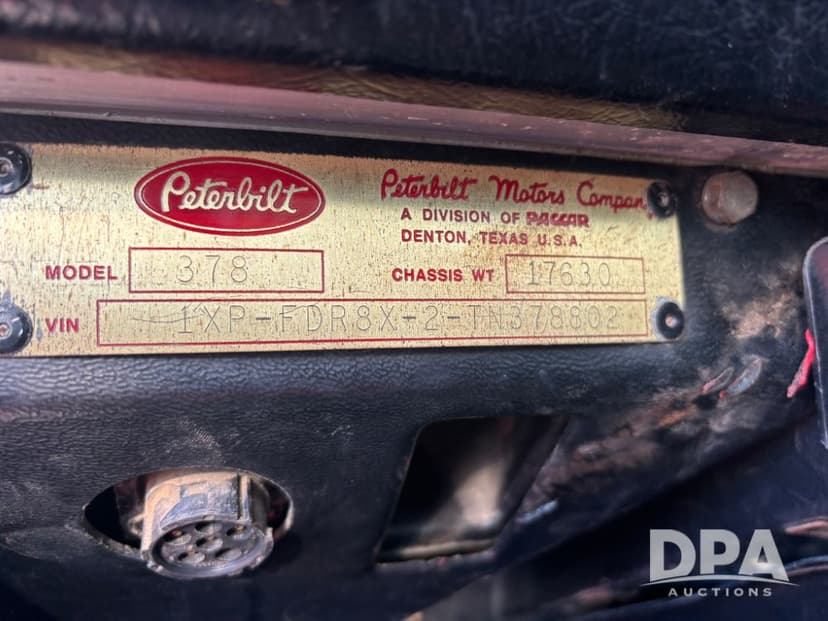 Peterbilt
Peterbilt Motors Company
A DIVISION OF PACCAR
DENTON, TEXAS U.S.A.
MODEL 378
CHASSIS WT 17630
VIN 1XP-FDR8X-2-TN378802
DPA
AUCTIONS